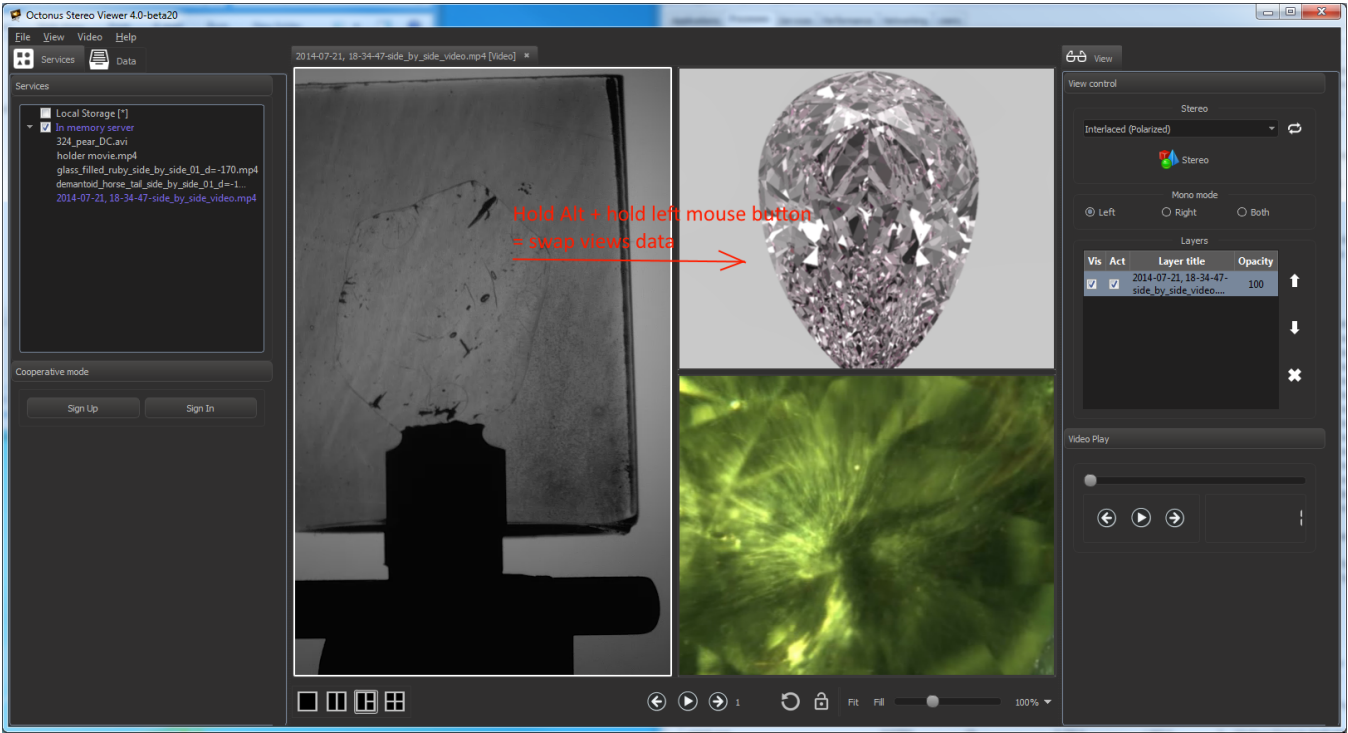 Octonus Stereo Viewer 4.0-beta20
File View Video Help
Services Data
2014-07-21, 18-34-47-side_by_side_video.mp4 [Video] ×
View
Services
Local Storage [*]
In memory server
324_pear_DC.avi
holder movie.mp4
glass_filled_ruby_side_by_side_01_d=-170.mp4
demantoid_horse_tail_side_by_side_01_d=-1...
2014-07-21, 18-34-47-side_by_side_video.mp4
Cooperative mode
Sign Up Sign In
Hold Alt + hold left mouse button
= swap views data
View control
Stereo
Interlaced (Polarized)
Stereo
Mono mode
Left Right Both
Layers
Vis Act Layer title Opacity
2014-07-21, 18-34-47-
side_by_side_video....
100
Video Play
1
Fit Fill
100%